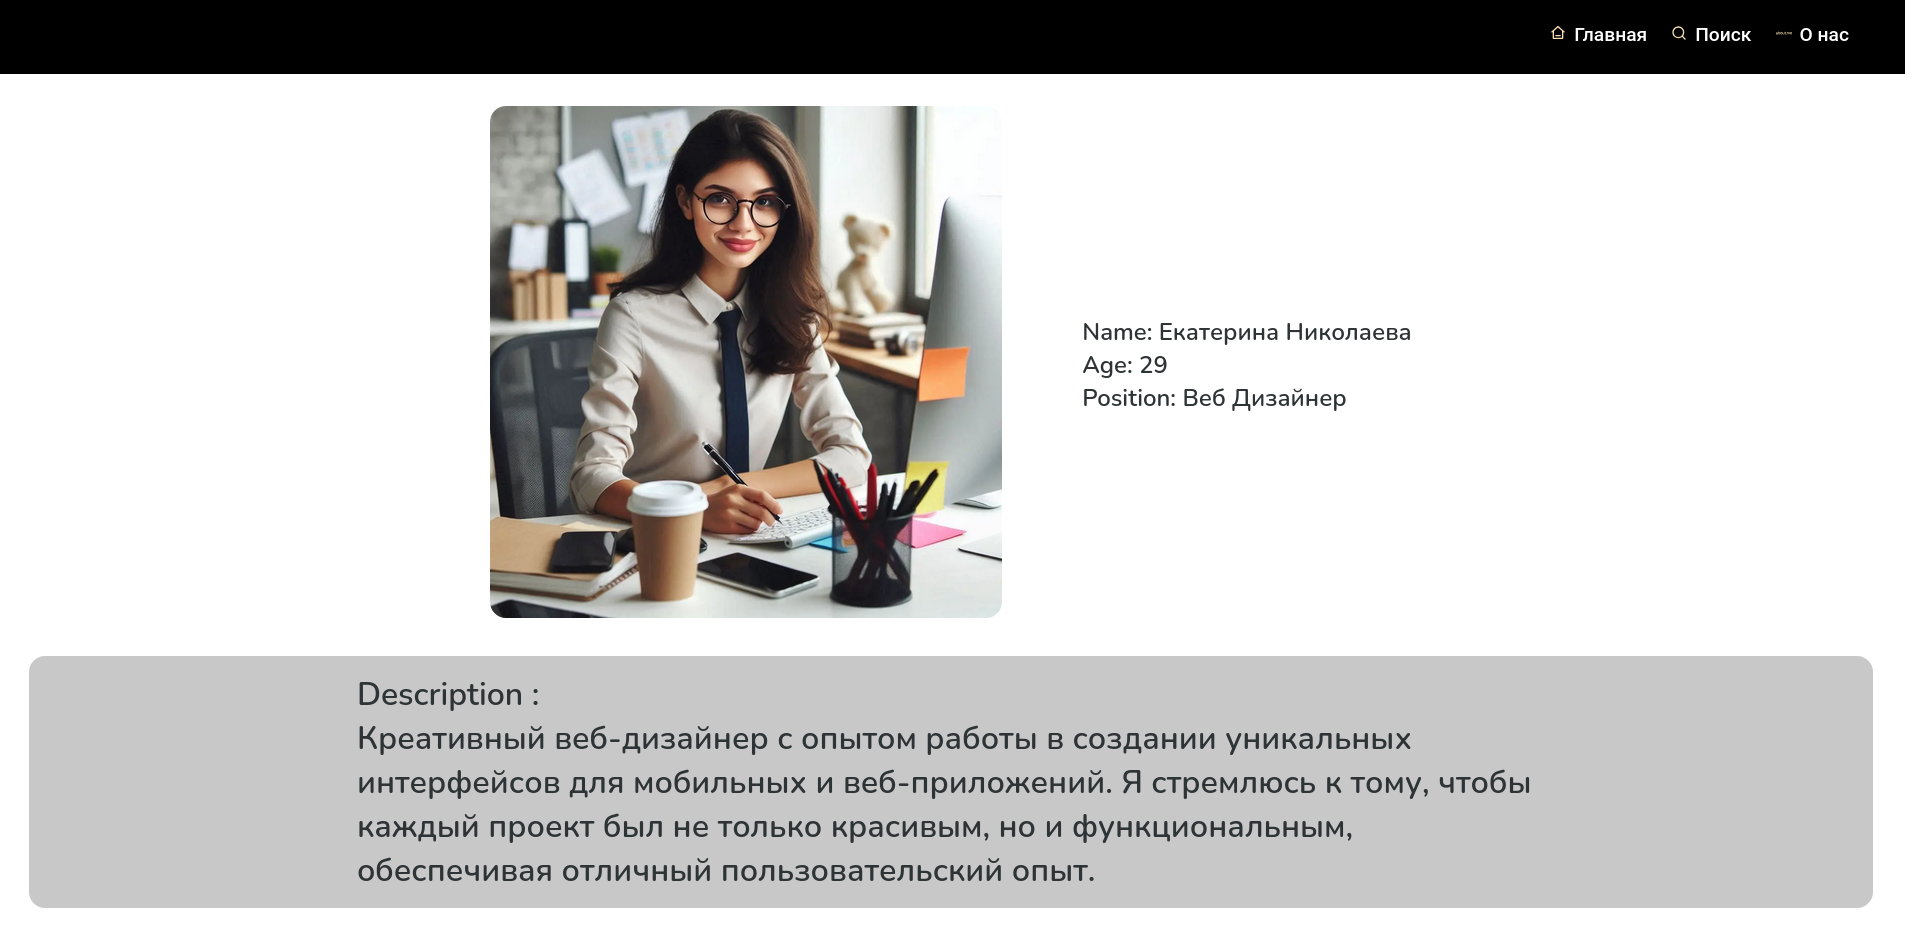 Главная Поиск О нас
Name: Екатерина Николаева
Age: 29
Position: Веб Дизайнер
Description :
Креативный веб-дизайнер с опытом работы в создании уникальных
интерфейсов для мобильных и веб-приложений. Я стремлюсь к тому, чтобы
каждый проект был не только красивым, но и функциональным,
обеспечивая отличный пользовательский опыт.